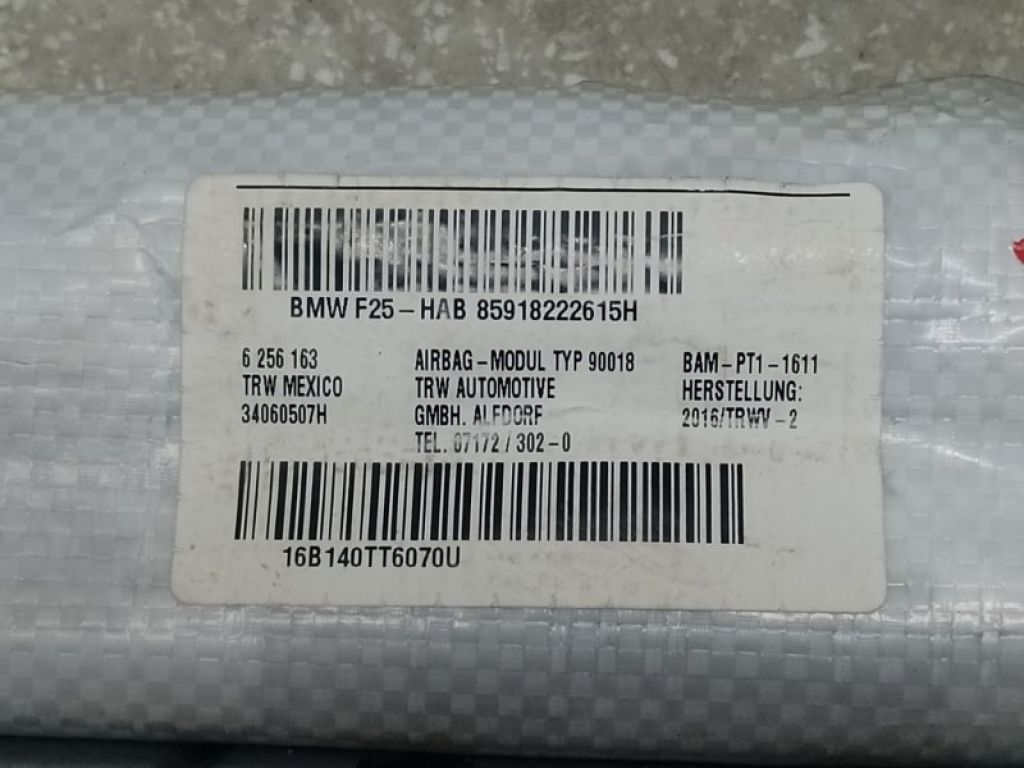 BMW F25-HAB 85918222615H
6 256 163 AIRBAG-MODUL TYP 90018 BAM-PT1-1611
TRW MEXICO TRW AUTOMOTIVE HERSTELLUNG:
34060507H GMBH. ALFDORF 2016/TRWV-2
TEL. 07172/302-0
16B140TT6070U